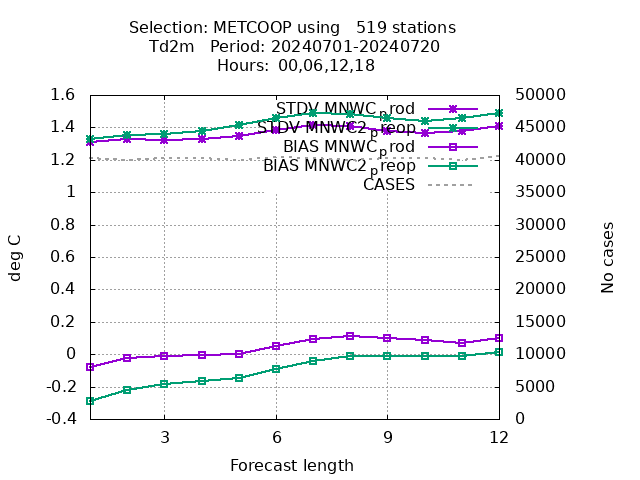 Selection: METCOOP using 519 stations
Td2m Period: 20240701-20240720
Hours: 00,06,12,18
1.6
1.4
1.2
1
0.8
0.6
0.4
0.2
0
-0.2
-0.4
deg C
STDV MNWC_prod
STDV MNWC2_preop
BIAS MNWC_prod
BIAS MNWC2_preop
CASES
50000
45000
40000
35000
30000
25000
20000
15000
10000
5000
0
No cases
3 6 9 12
Forecast length